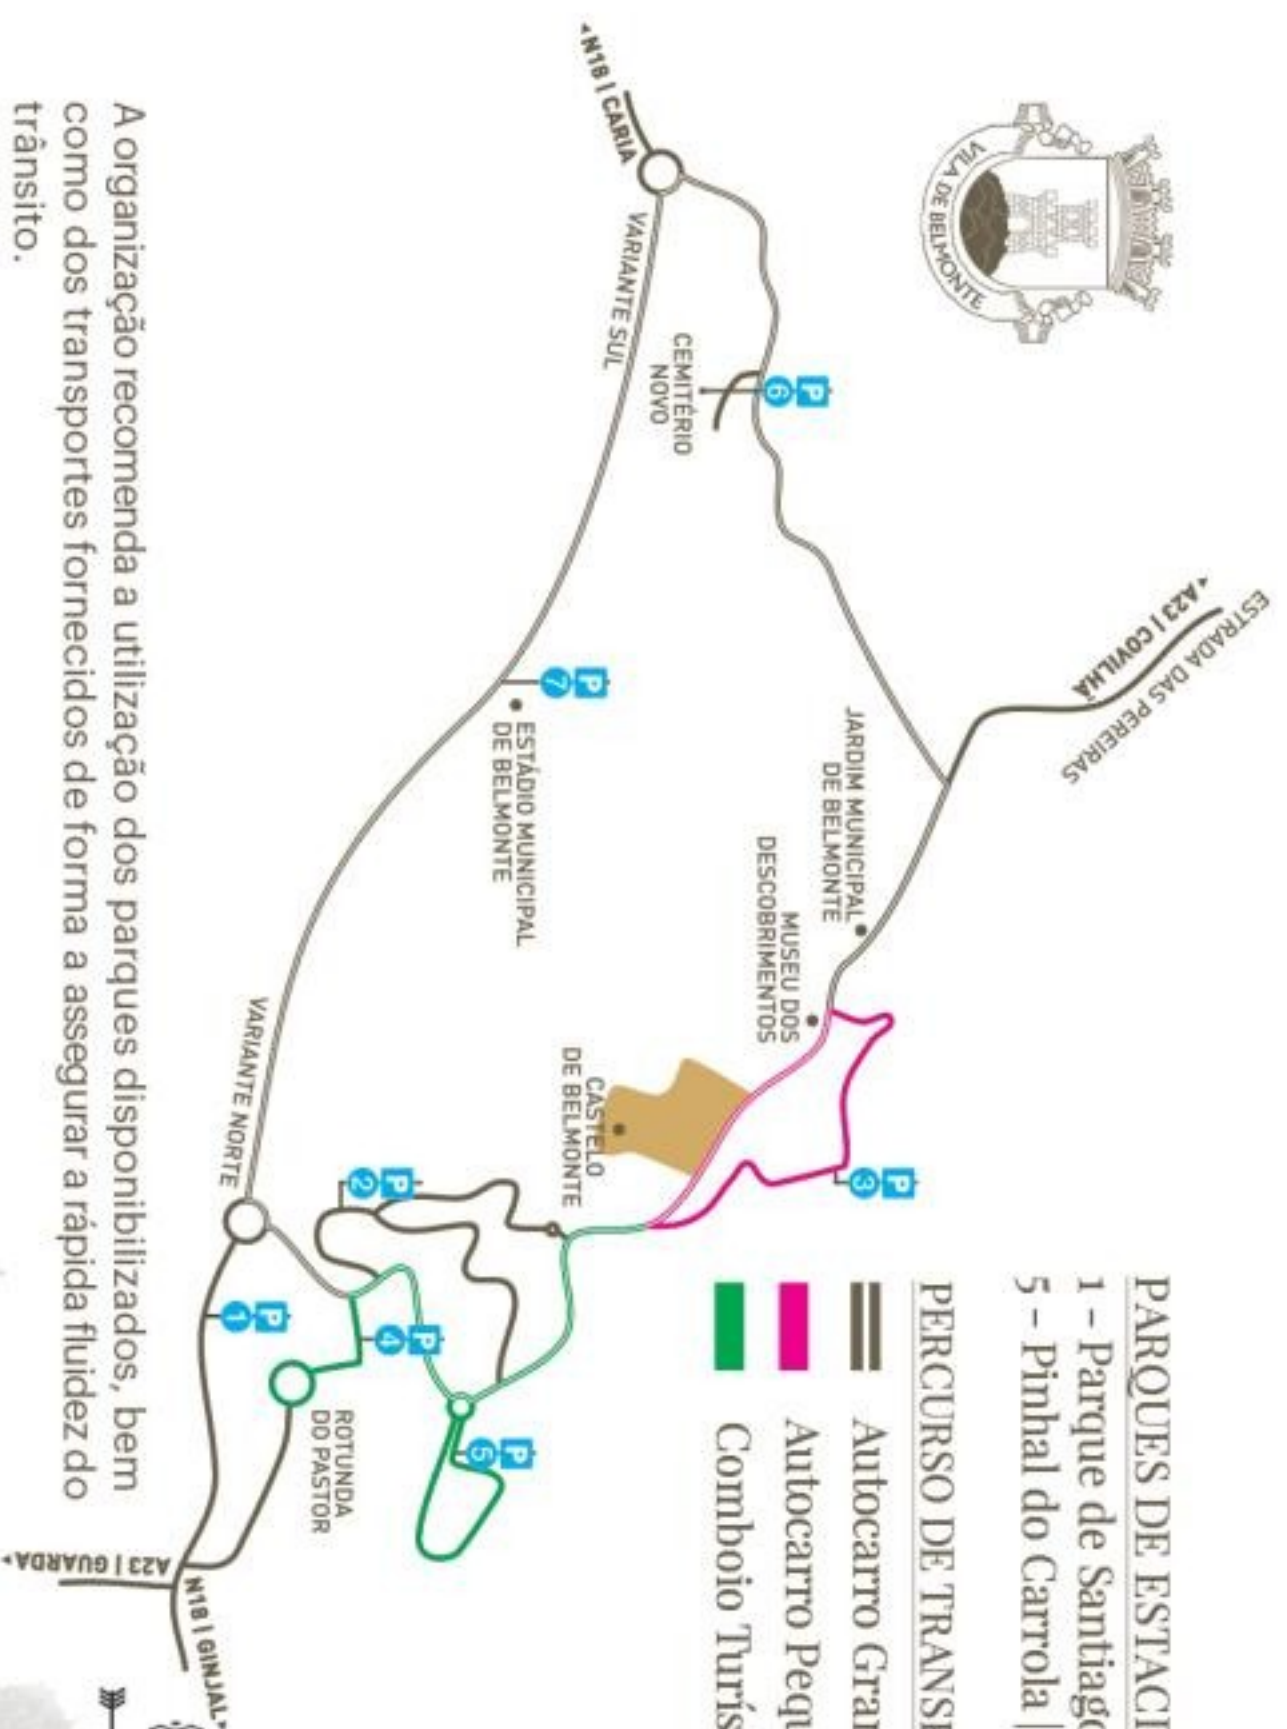 VILA DE BELMONTE
PARQUES DE ESTACI
1 – Parque de Santiago
5 – Pinhal do Carrola |
PERCURSO DE TRANSI
Autocarro Gran
Autocarro Pequ
Comboio Turís
ESTRADA DAS PEREIRAS
A23 | COVILHÃ
JARDIM MUNICIPAL
DE BELMONTE
MUSEU DOS
DESCOBRIMENTOS
P
3
P
6
CEMITÉRIO
NOVO
N18 | CARIA
VARIANTE SUL
P
7
ESTÁDIO MUNICIPAL
DE BELMONTE
CASTELO
DE BELMONTE
P
5
P
4
P
2
P
1
ROTUNDA
DO PASTOR
VARIANTE NORTE
N18 | GINJAL
A23 | GUARDA
A organização recomenda a utilização dos parques disponibilizados, bem
como dos transportes fornecidos de forma a assegurar a rápida fluidez do
trânsito.